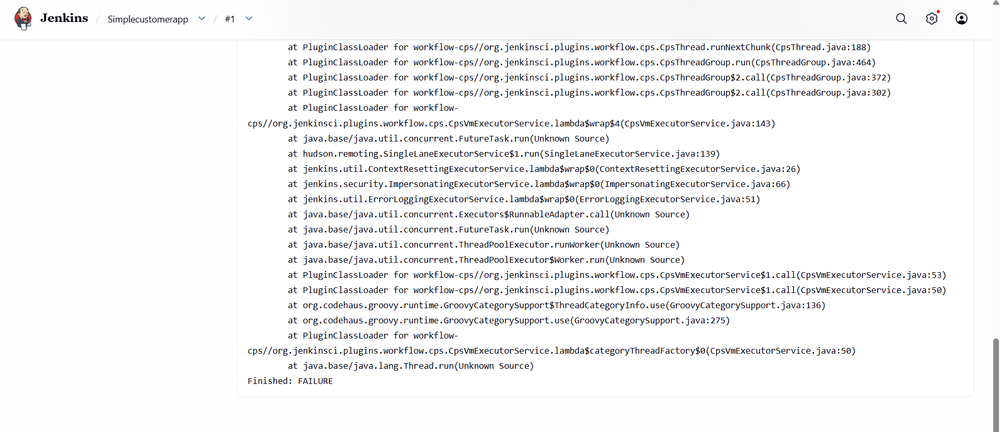 Jenkins / Simplecustomerapp / #1
at PluginClassLoader for workflow-cps//org.jenkinsci.plugins.workflow.cps.CpsThread.runNextChunk(CpsThread.java:188)
at PluginClassLoader for workflow-cps//org.jenkinsci.plugins.workflow.cps.CpsThreadGroup.run(CpsThreadGroup.java:464)
at PluginClassLoader for workflow-cps//org.jenkinsci.plugins.workflow.cps.CpsThreadGroup$2.call(CpsThreadGroup.java:372)
at PluginClassLoader for workflow-cps//org.jenkinsci.plugins.workflow.cps.CpsThreadGroup$2.call(CpsThreadGroup.java:302)
at PluginClassLoader for workflow-
cps//org.jenkinsci.plugins.workflow.cps.CpsVmExecutorService.lambda$wrap$4(CpsVmExecutorService.java:143)
at java.base/java.util.concurrent.FutureTask.run(Unknown Source)
at hudson.remoting.SingleLaneExecutorService$1.run(SingleLaneExecutorService.java:139)
at jenkins.util.ContextResettingExecutorService.lambda$wrap$0(ContextResettingExecutorService.java:26)
at jenkins.security.ImpersonatingExecutorService.lambda$wrap$0(ImpersonatingExecutorService.java:66)
at jenkins.util.ErrorLoggingExecutorService.lambda$wrap$0(ErrorLoggingExecutorService.java:51)
at java.base/java.util.concurrent.Executors$RunnableAdapter.call(Unknown Source)
at java.base/java.util.concurrent.FutureTask.run(Unknown Source)
at java.base/java.util.concurrent.ThreadPoolExecutor.runWorker(Unknown Source)
at java.base/java.util.concurrent.ThreadPoolExecutor$Worker.run(Unknown Source)
at PluginClassLoader for workflow-cps//org.jenkinsci.plugins.workflow.cps.CpsVmExecutorService$1.call(CpsVmExecutorService.java:53)
at PluginClassLoader for workflow-cps//org.jenkinsci.plugins.workflow.cps.CpsVmExecutorService$1.call(CpsVmExecutorService.java:50)
at org.codehaus.groovy.runtime.GroovyCategorySupport$ThreadCategoryInfo.use(GroovyCategorySupport.java:136)
at org.codehaus.groovy.runtime.GroovyCategorySupport.use(GroovyCategorySupport.java:275)
at PluginClassLoader for workflow-
cps//org.jenkinsci.plugins.workflow.cps.CpsVmExecutorService.lambda$categoryThreadFactory$0(CpsVmExecutorService.java:50)
at java.base/java.lang.Thread.run(Unknown Source)
Finished: FAILURE